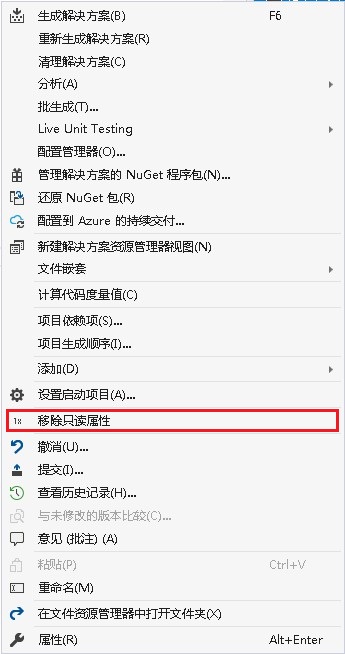 生成解决方案(B) F6
重新生成解决方案(R)
清理解决方案(C)
分析(A)
批生成(T)...
Live Unit Testing
配置管理器(O)...
管理解决方案的 NuGet 程序包(N)...
还原 NuGet 包(R)
配置到 Azure 的持续交付...
新建解决方案资源管理器视图(N)
文件嵌套
计算代码度量值(C)
项目依赖项(S)...
项目生成顺序(I)...
添加(D)
设置启动项目(A)...
1x 移除只读属性
撤消(U)...
提交(I)...
查看历史记录(H)...
与未修改的版本比较(C)...
意见 (批注) (A)
粘贴(P) Ctrl+V
重命名(M)
在文件资源管理器中打开文件夹(X)
属性(R) Alt+Enter